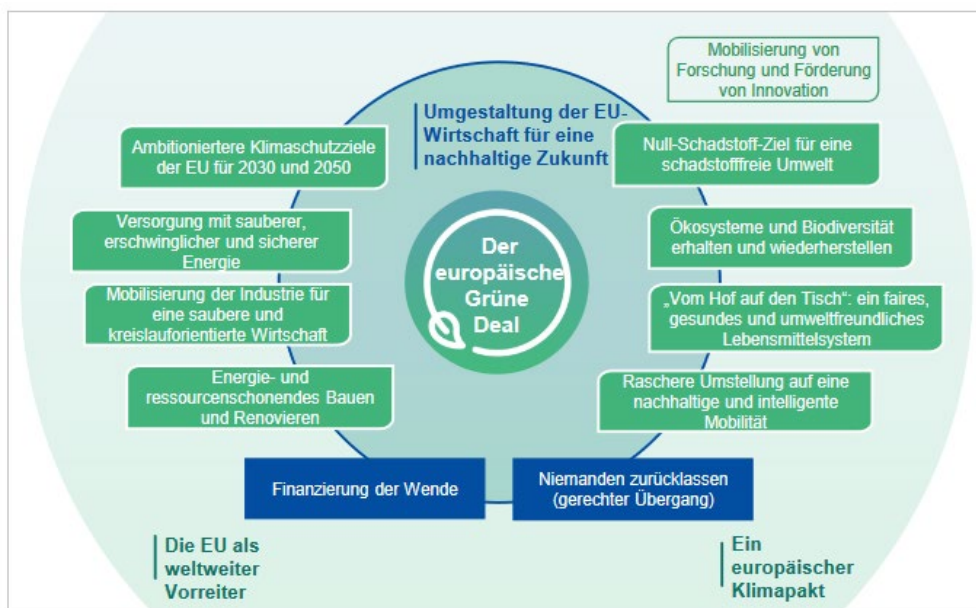 Mobilisierung von
Forschung und Förderung
von Innovation
Umgestaltung der EU-
Wirtschaft für eine
nachhaltige Zukunft
Ambitioniertere Klimaschutzziele
der EU für 2030 und 2050
Null-Schadstoff-Ziel für eine
schadstofffreie Umwelt
Versorgung mit sauberer,
erschwinglicher und sicherer
Energie
Ökosysteme und Biodiversität
erhalten und wiederherstellen
Der
europäische
Grüne
Deal
Mobilisierung der Industrie für
eine saubere und
kreislauforientierte Wirtschaft
„Vom Hof auf den Tisch“: ein faires,
gesundes und umweltfreundliches
Lebensmittelsystem
Energie- und
ressourcenschonendes Bauen
und Renovieren
Raschere Umstellung auf eine
nachhaltige und intelligente
Mobilität
Finanzierung der Wende
Niemanden zurücklassen
(gerechter Übergang)
Die EU als
weltweiter
Vorreiter
Ein
europäischer
Klimapakt